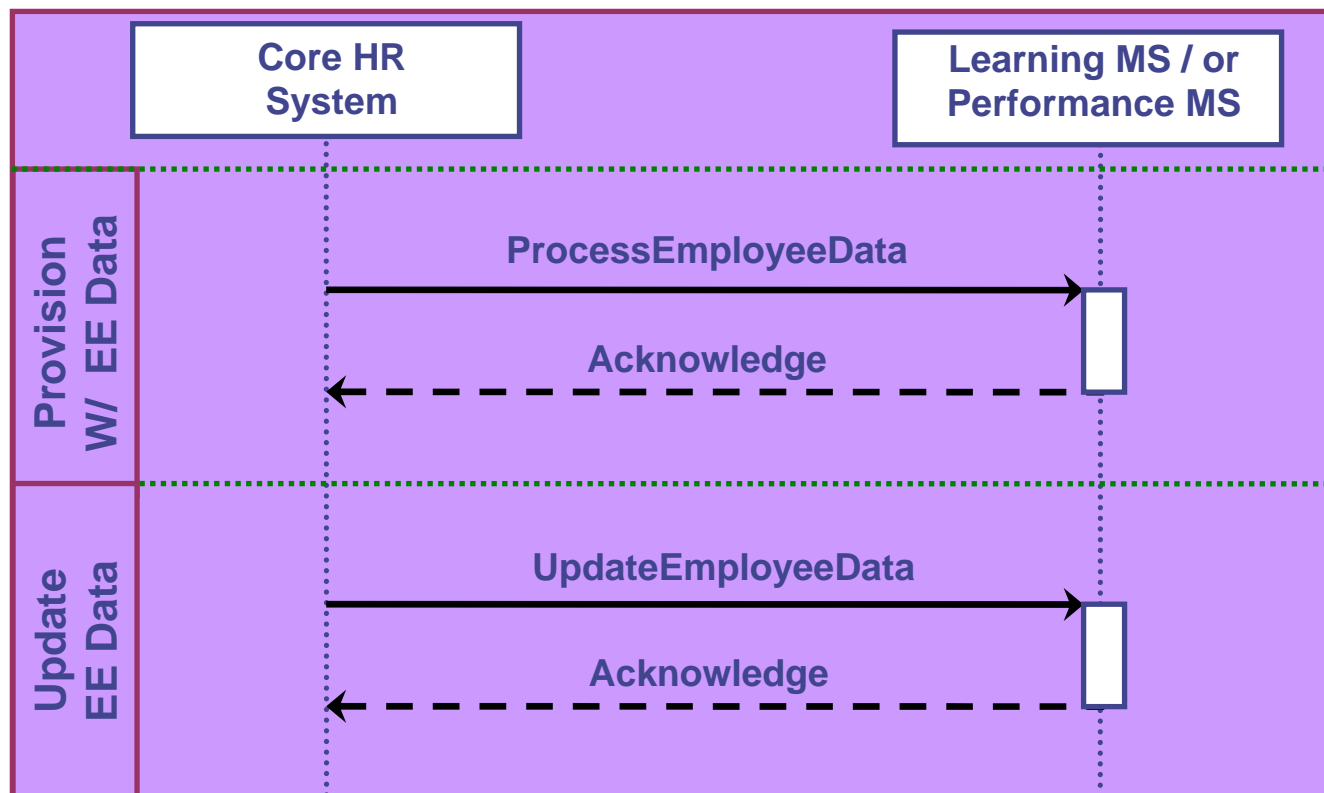 Core HR
System
Learning MS / or
Performance MS
Provision
W/ EE Data
ProcessEmployeeData
Acknowledge
Update
EE Data
UpdateEmployeeData
Acknowledge